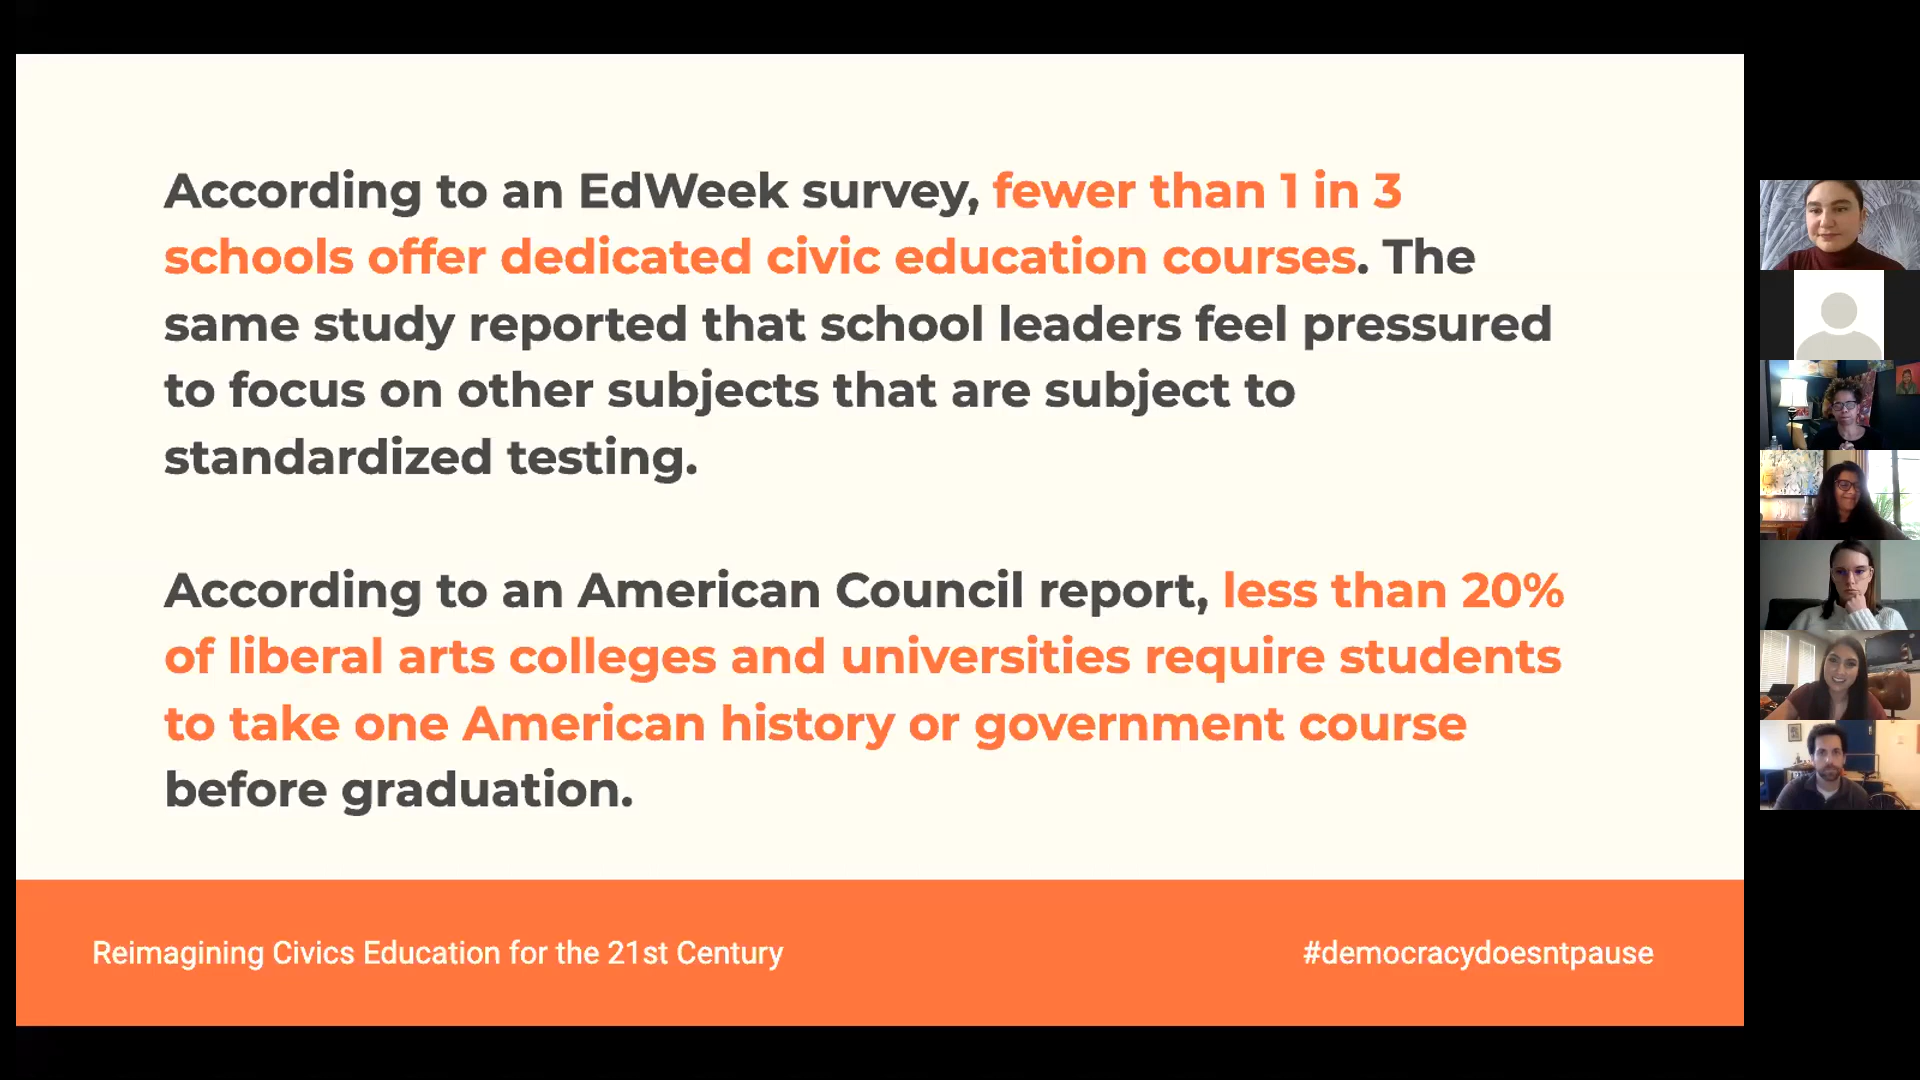 According to an EdWeek survey, fewer than 1 in 3
schools offer dedicated civic education courses. The
same study reported that school leaders feel pressured
to focus on other subjects that are subject to
standardized testing.
According to an American Council report, less than 20%
of liberal arts colleges and universities require students
to take one American history or government course
before graduation.
Reimagining Civics Education for the 21st Century
#democracydoesntpause